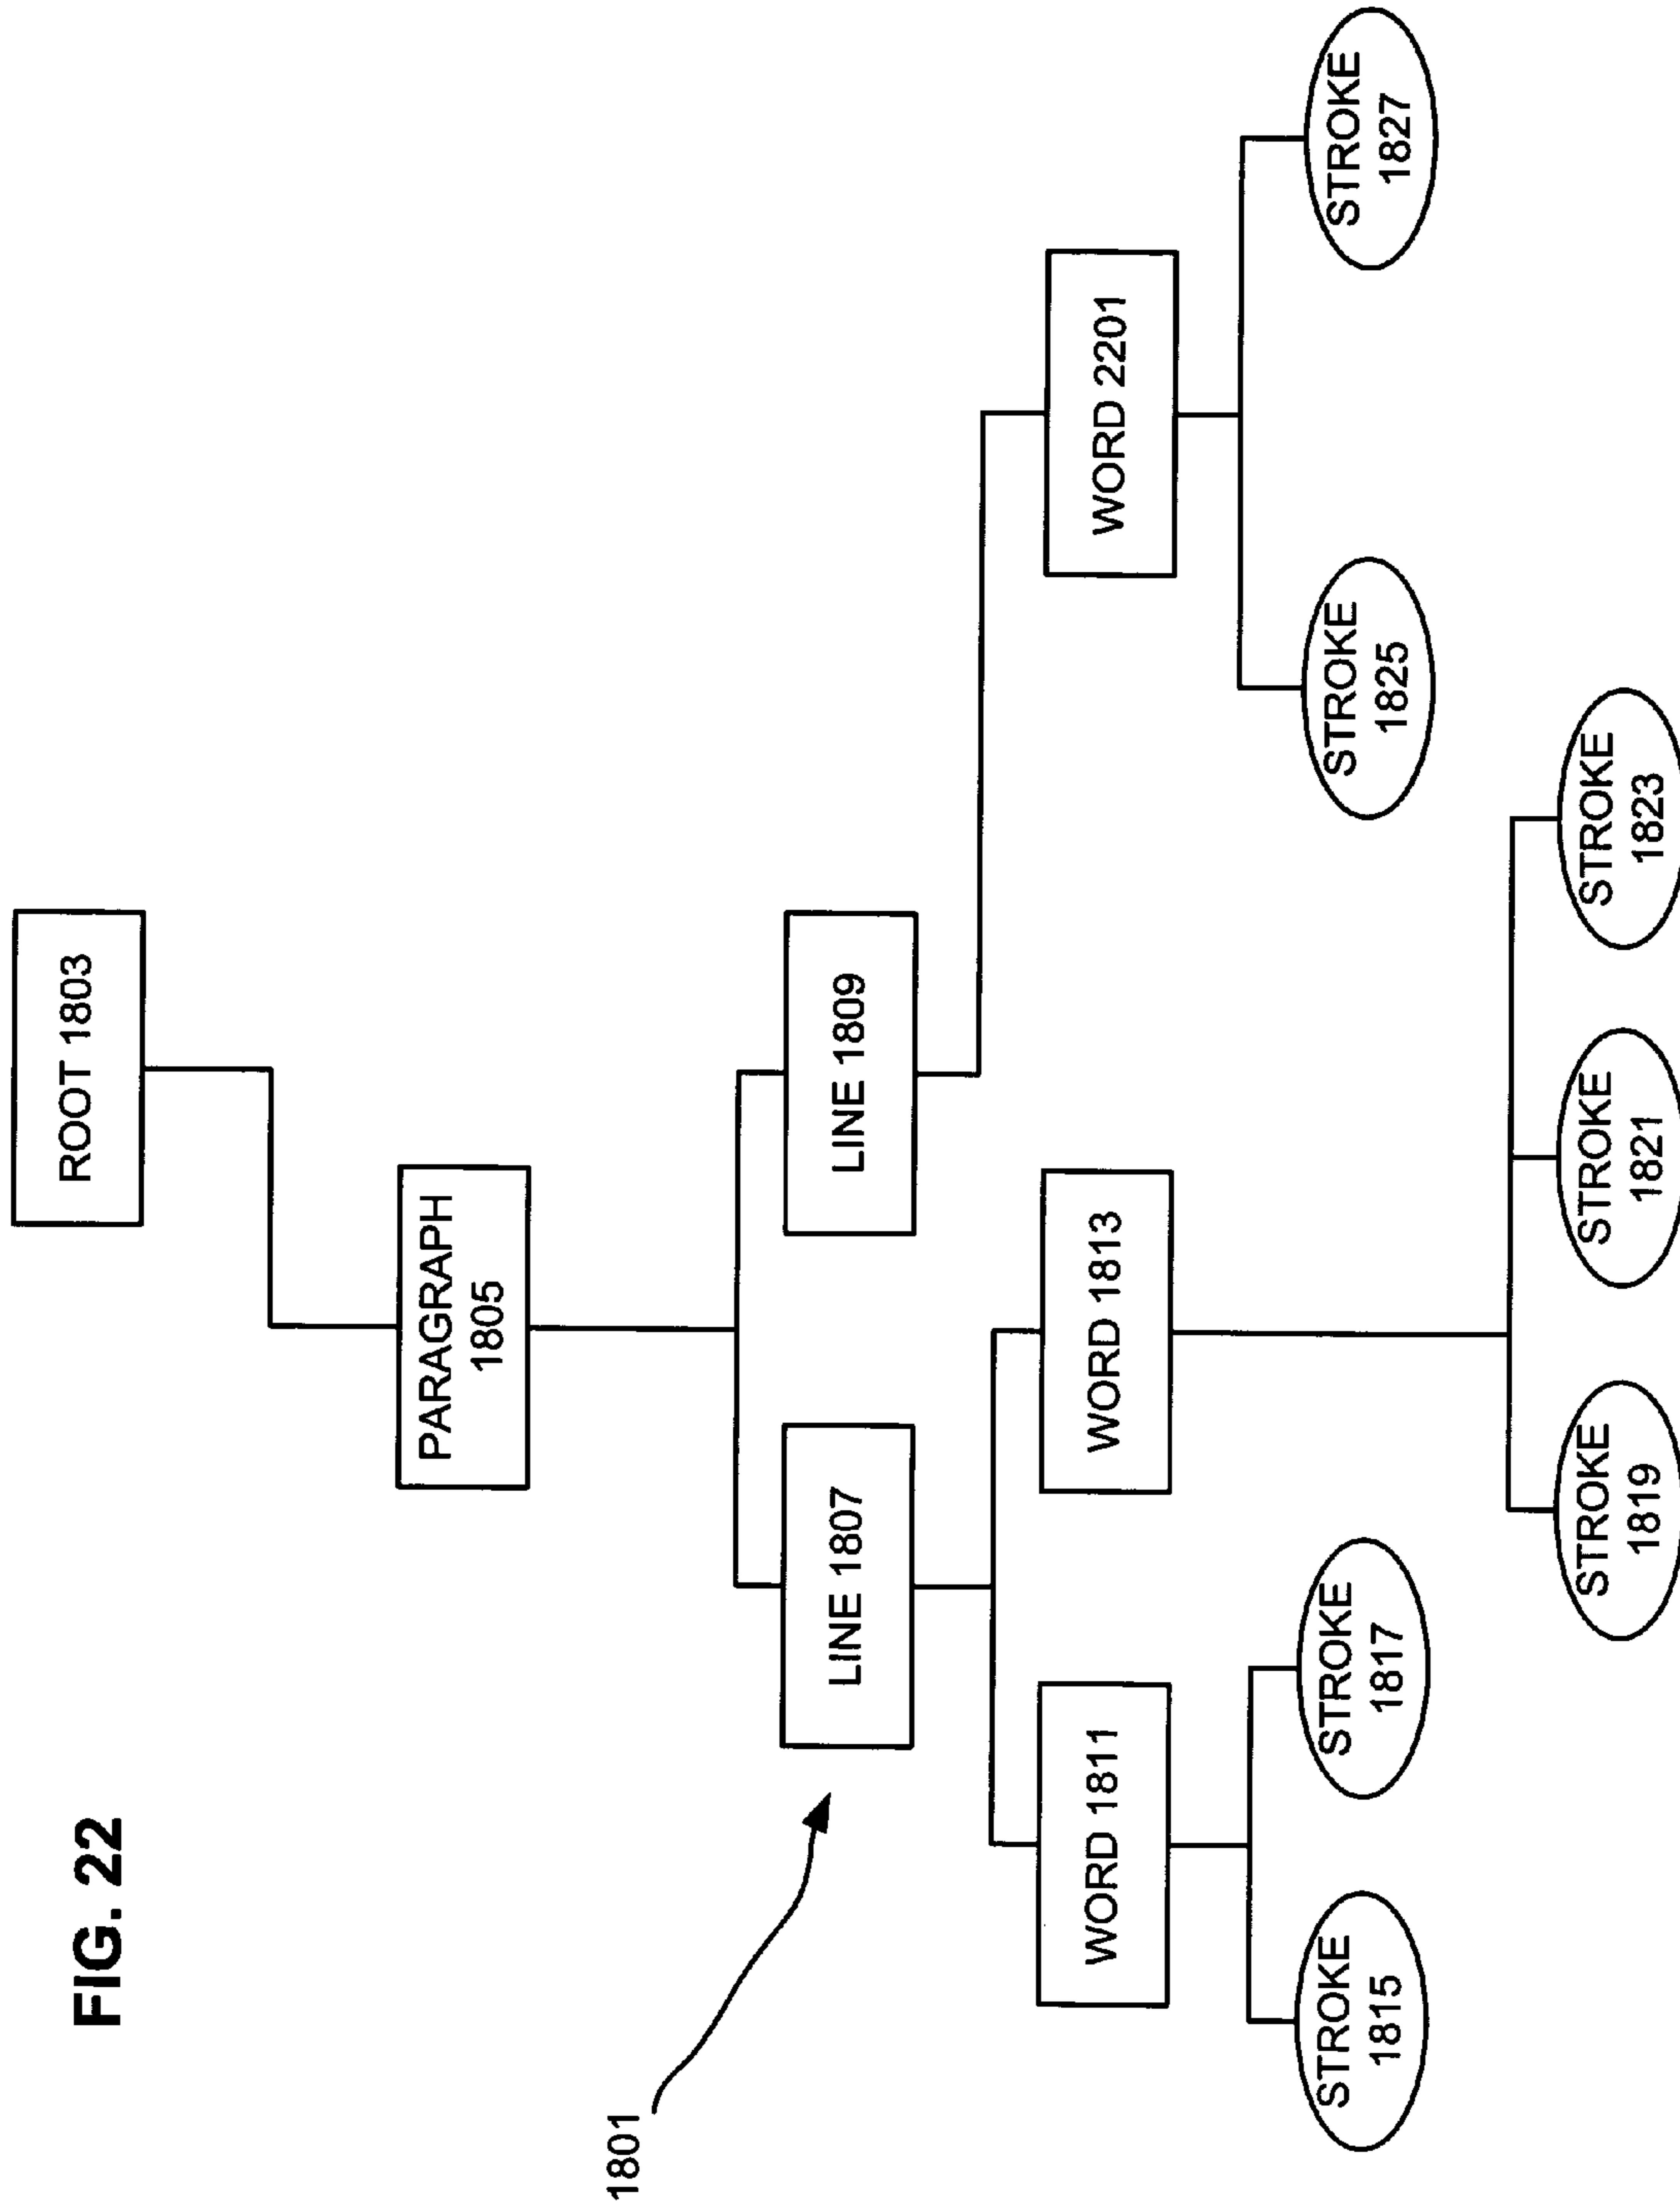 FIG. 22
1801
ROOT 1803
PARAGRAPH
1805
LINE 1807
LINE 1809
WORD 1811
WORD 1813
WORD 2201
STROKE
1815
STROKE
1817
STROKE
1825
STROKE
1827
STROKE
1819
STROKE
1821
STROKE
1823